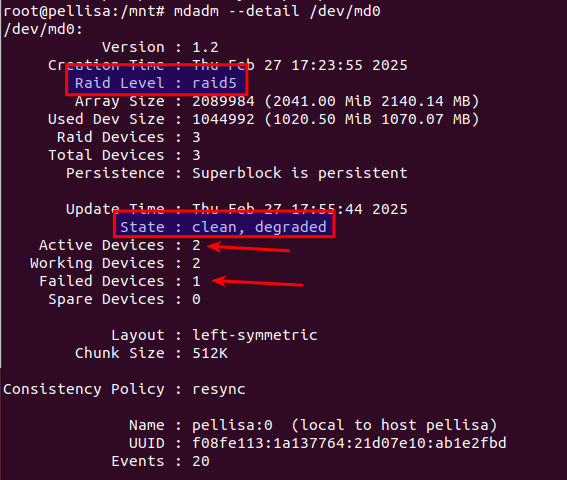 root@pellisa:/mnt# mdadm --detail /dev/md0
/dev/md0:
Version : 1.2
Creation Time : Thu Feb 27 17:23:55 2025
Raid Level : raid5
Array Size : 2089984 (2041.00 MiB 2140.14 MB)
Used Dev Size : 1044992 (1020.50 MiB 1070.07 MB)
Raid Devices : 3
Total Devices : 3
Persistence : Superblock is persistent
Update Time : Thu Feb 27 17:55:44 2025
State : clean, degraded
Active Devices : 2
Working Devices : 2
Failed Devices : 1
Spare Devices : 0
Layout : left-symmetric
Chunk Size : 512K
Consistency Policy : resync
Name : pellisa:0  (local to host pellisa)
UUID : f08fe113:1a137764:21d07e10:ab1e2fbd
Events : 20